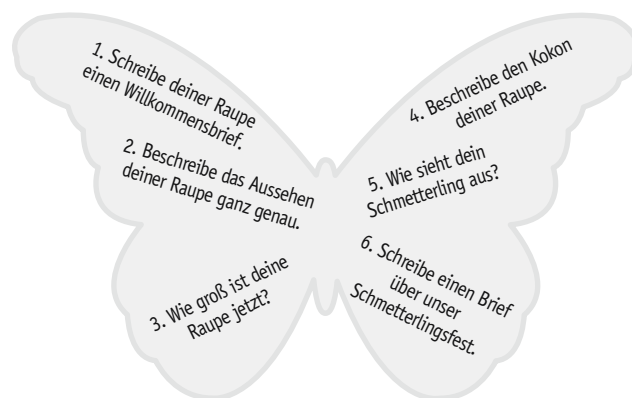 1. Schreibe deiner Raupe
einen Willkommensbrief.
2. Beschreibe das Aussehen
deiner Raupe ganz genau.
3. Wie groß ist deine
Raupe jetzt?
4. Beschreibe den Kokon
deiner Raupe.
5. Wie sieht dein
Schmetterling aus?
6. Schreibe einen Brief
über unser
Schmetterlingsfest.